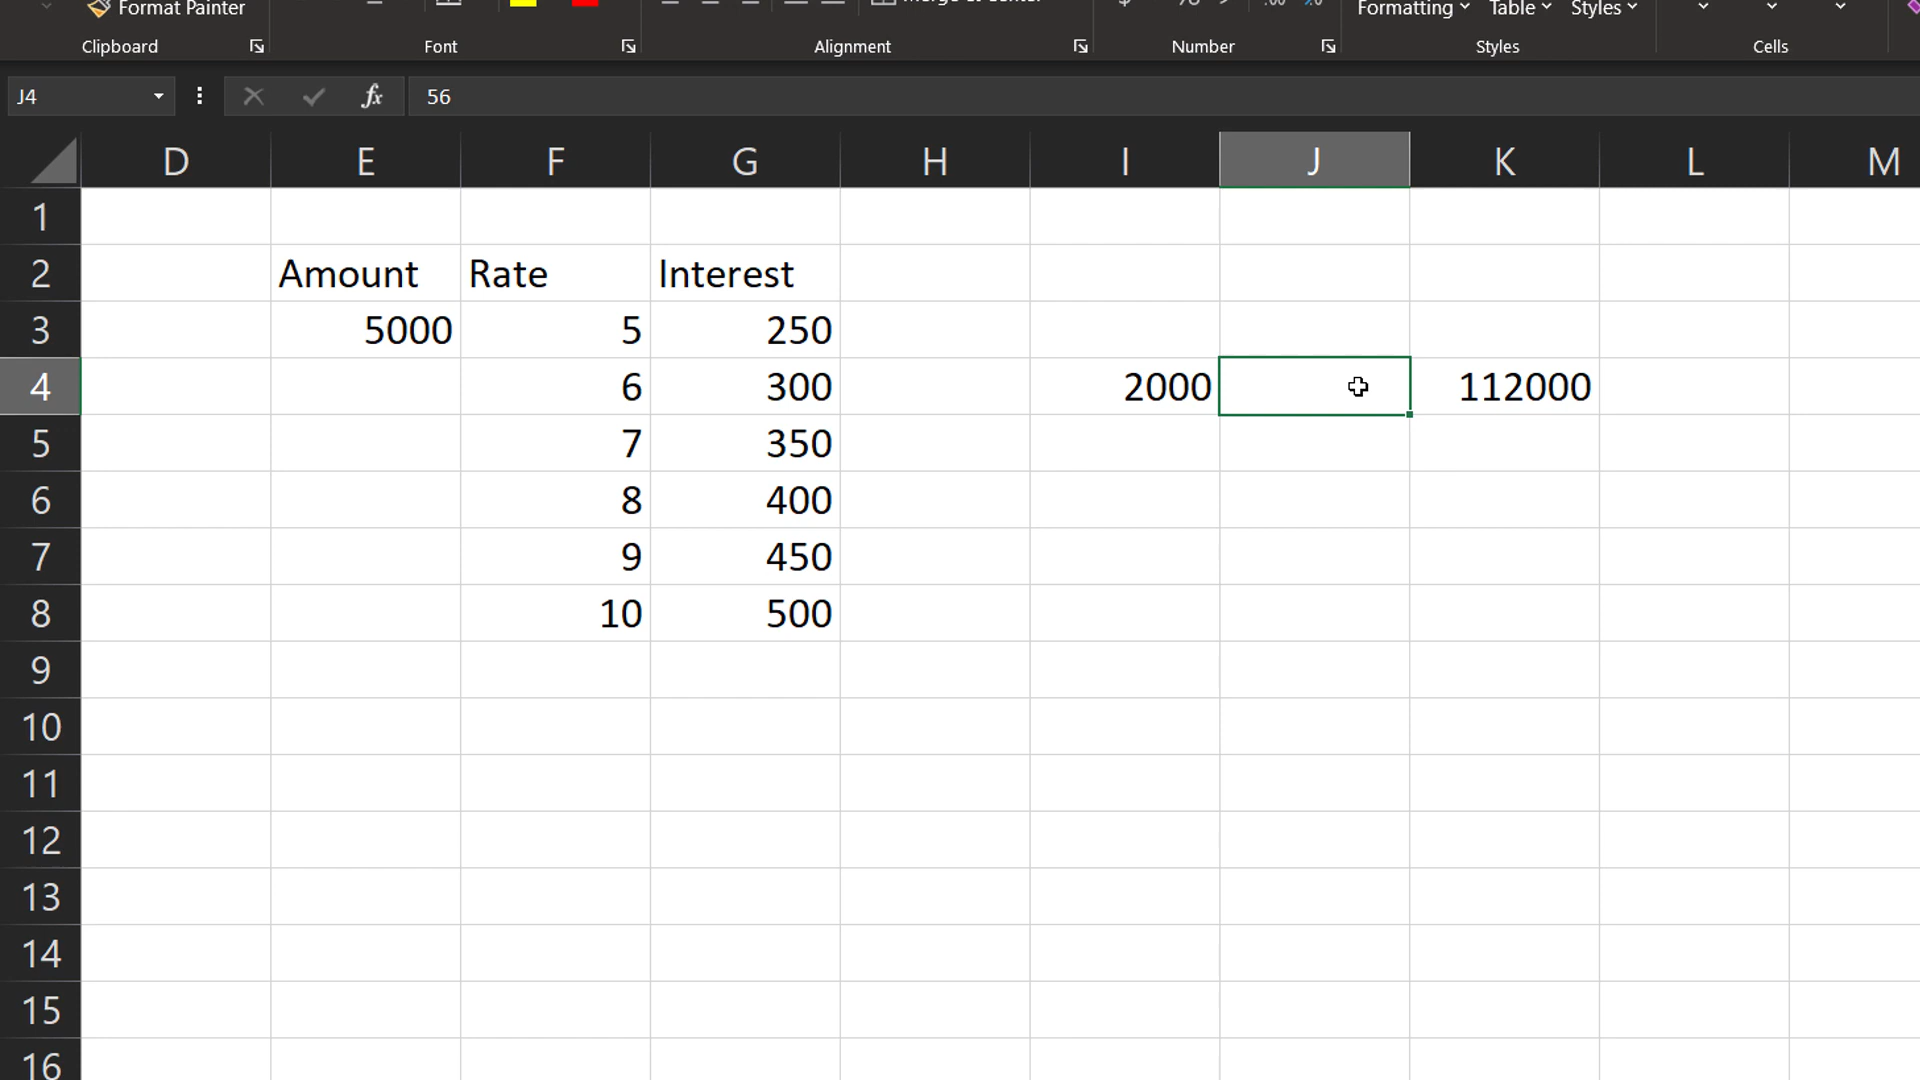 Format Painter Formatting Table Styles
Clipboard Font Alignment Number Styles Cells
J4 fx 56
D E F G H I J K L M
1
2 Amount Rate Interest
3 5000 5 250
4 6 300 2000 112000
5 7 350
6 8 400
7 9 450
8 10 500
9
10
11
12
13
14
15
16